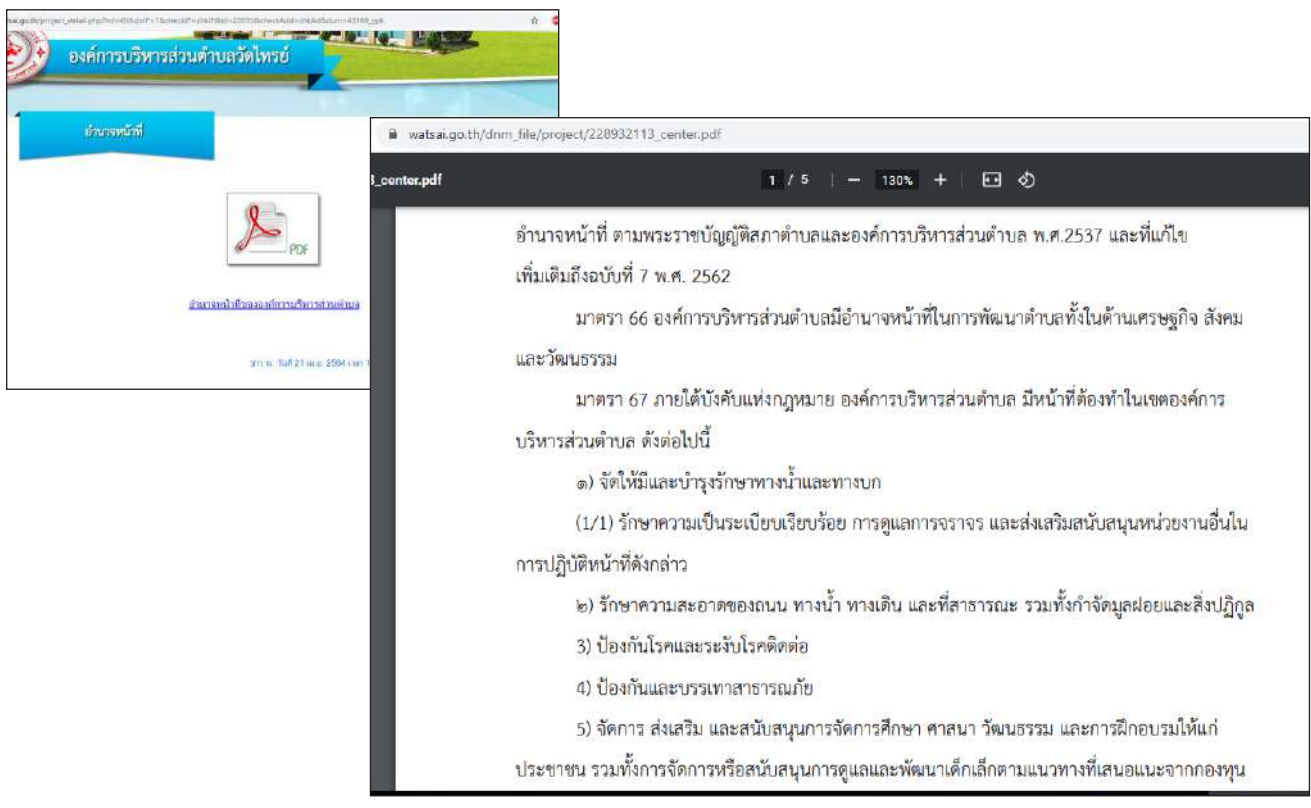 องค์การบริหารส่วนตำบลวัดไทรย์
อำนาจหน้าที่
PDF
อำนาจหน้าที่ขององค์การบริหารส่วนตำบล
watsai.go.th/dnm_file/project/228932113_center.pdf
3_center.pdf
1 / 5 | − 130% +
อำนาจหน้าที่ ตามพระราชบัญญัติสภาตำบลและองค์การบริหารส่วนตำบล พ.ศ.2537 และที่แก้ไข
เพิ่มเติมถึงฉบับที่ 7 พ.ศ. 2562
มาตรา 66 องค์การบริหารส่วนตำบลมีอำนาจหน้าที่ในการพัฒนาตำบลทั้งในด้านเศรษฐกิจ สังคม
และวัฒนธรรม
มาตรา 67 ภายใต้บังคับแห่งกฎหมาย องค์การบริหารส่วนตำบล มีหน้าที่ต้องทำในเขตองค์การ
บริหารส่วนตำบล ดังต่อไปนี้
๑) จัดให้มีและบำรุงรักษาทางน้ำและทางบก
(1/1) รักษาความเป็นระเบียบเรียบร้อย การดูแลการจราจร และส่งเสริมสนับสนุนหน่วยงานอื่นใน
การปฏิบัติหน้าที่ดังกล่าว
๒) รักษาความสะอาดของถนน ทางน้ำ ทางเดิน และที่สาธารณะ รวมทั้งกำจัดมูลฝอยและสิ่งปฏิกูล
3) ป้องกันโรคและระงับโรคติดต่อ
4) ป้องกันและบรรเทาสาธารณภัย
5) จัดการ ส่งเสริม และสนับสนุนการจัดการศึกษา ศาสนา วัฒนธรรม และการฝึกอบรมให้แก่
ประชาชน รวมทั้งการจัดการหรือสนับสนุนการดูแลและพัฒนาเด็กเล็กตามแนวทางที่เสนอแนะจากกองทุน